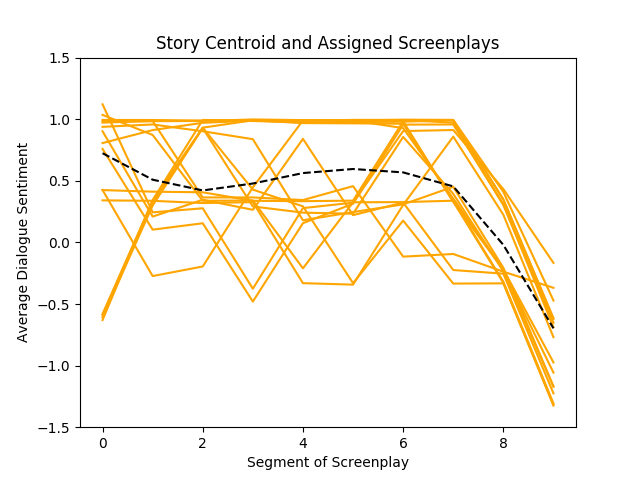 Story Centroid and Assigned Screenplays
1.5
1.0
0.5
0.0
−0.5
−1.0
−1.5
Average Dialogue Sentiment
0 2 4 6 8
Segment of Screenplay